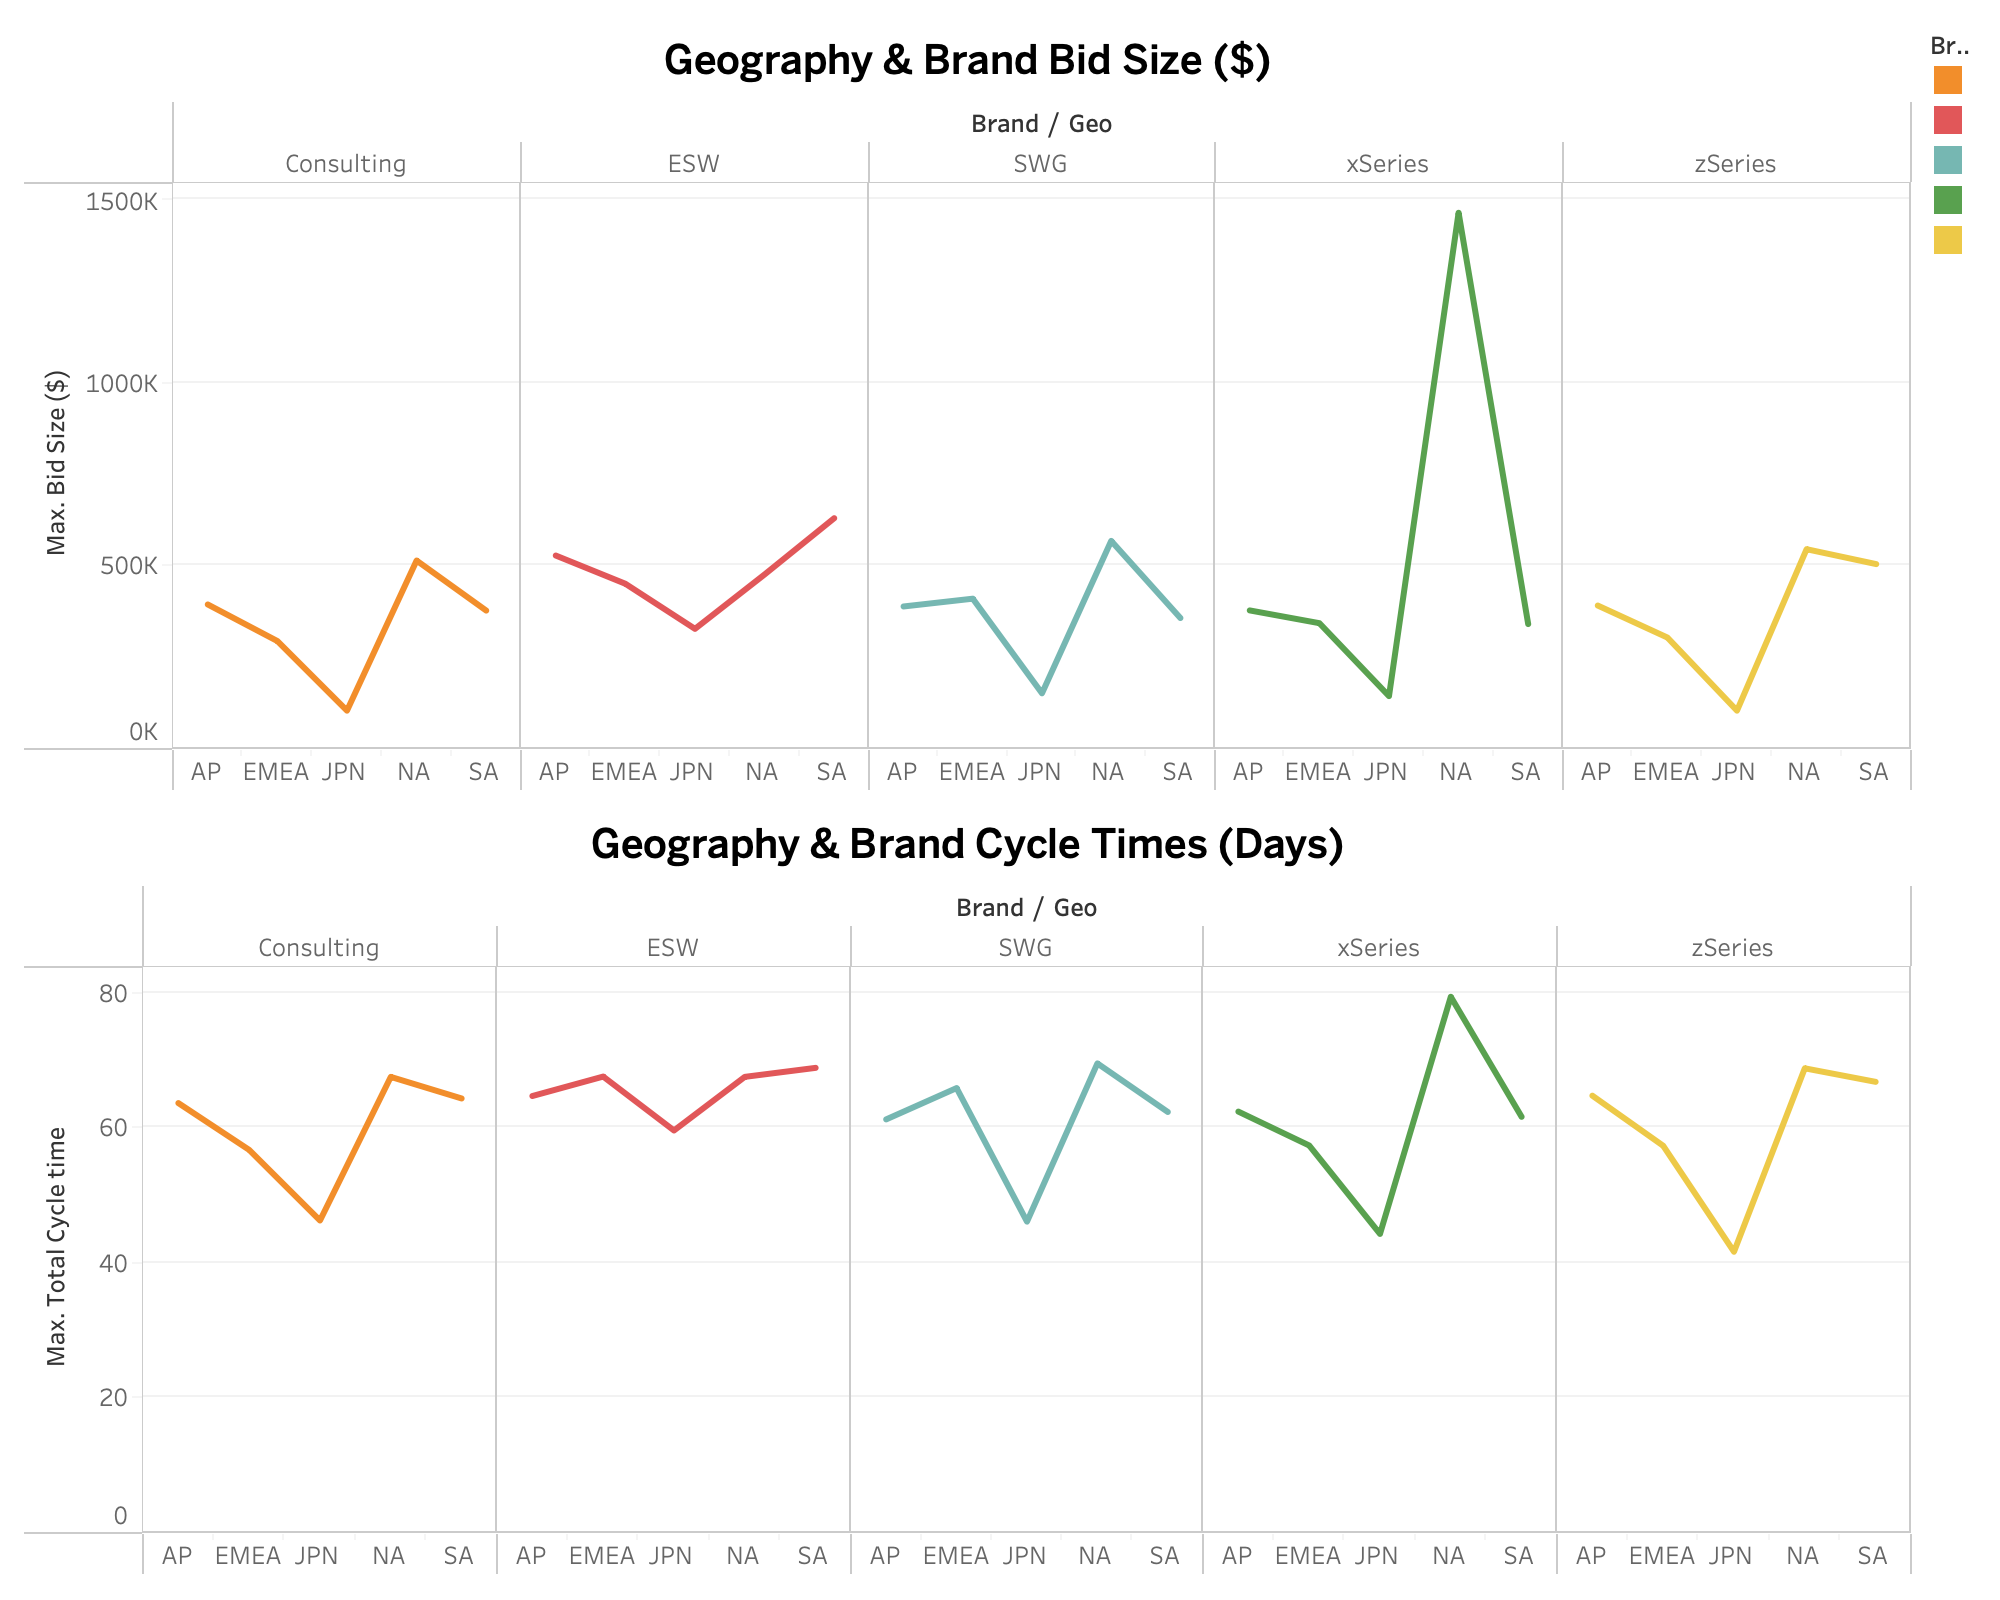 Geography & Brand Bid Size ($)
Br..
Brand / Geo
Consulting ESW SWG xSeries zSeries
1500K
1000K
500K
0K
Max. Bid Size ($)
AP EMEA JPN NA SA AP EMEA JPN NA SA AP EMEA JPN NA SA AP EMEA JPN NA SA AP EMEA JPN NA SA
Geography & Brand Cycle Times (Days)
Brand / Geo
Consulting ESW SWG xSeries zSeries
80
60
40
20
0
Max. Total Cycle time
AP EMEA JPN NA SA AP EMEA JPN NA SA AP EMEA JPN NA SA AP EMEA JPN NA SA AP EMEA JPN NA SA